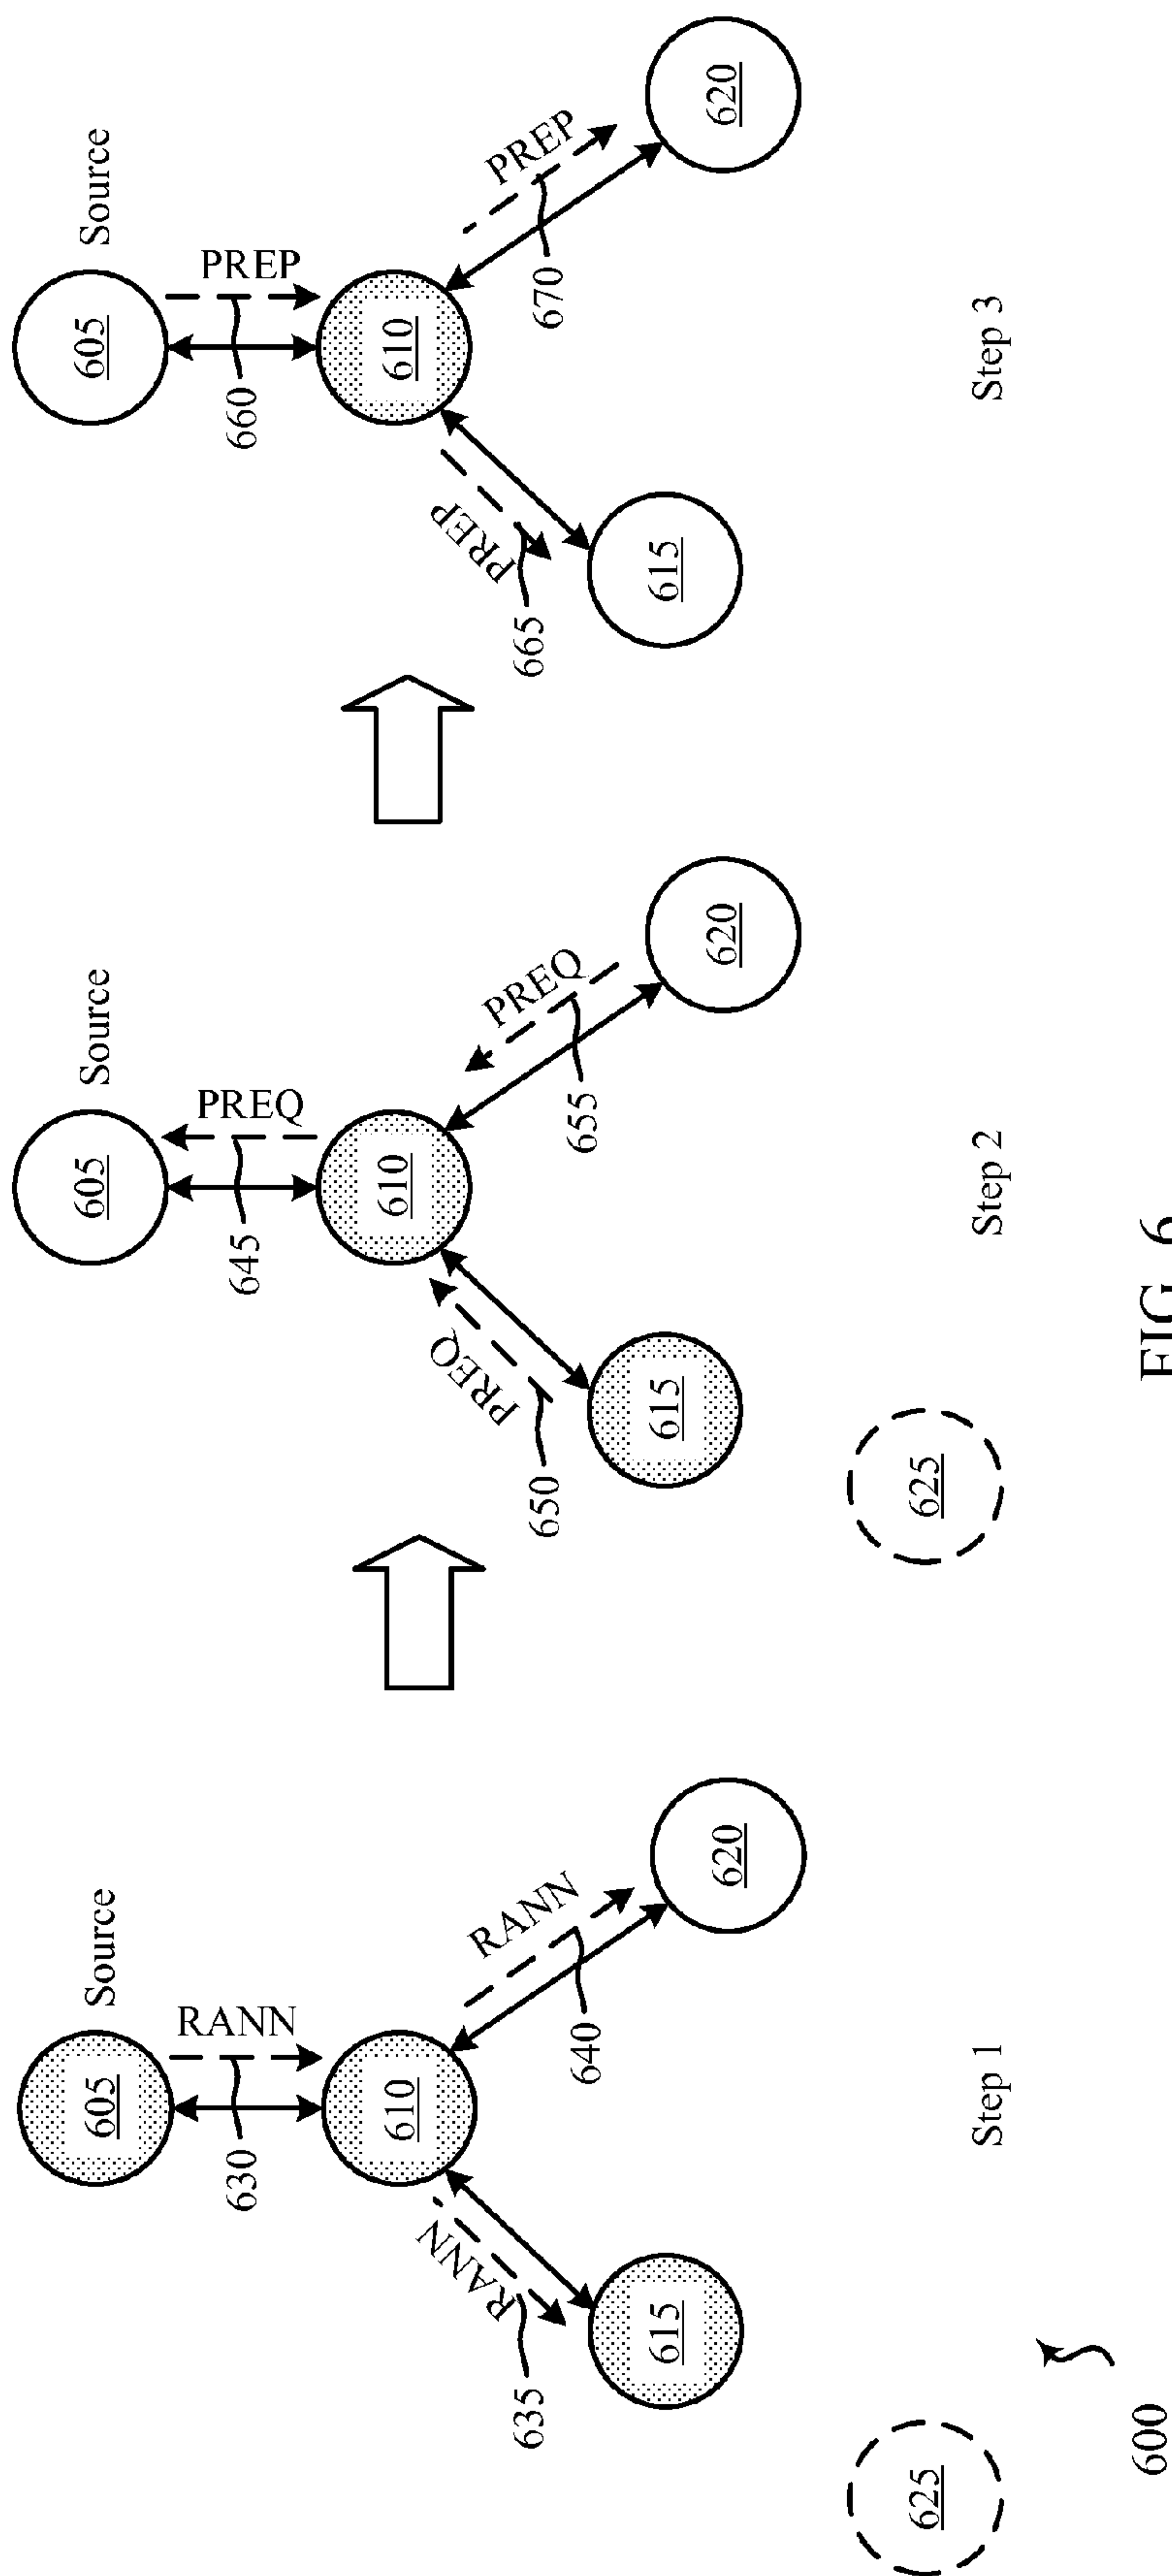 Source
605
RANN
630
610
RANN
635
RANN
640
615
620
625
Step 1
600
Source
605
PREQ
645
610
PREQ
650
PREQ
655
615
620
625
Step 2
Source
605
PREP
660
610
PREP
665
PREP
670
615
620
Step 3
FIG. 6